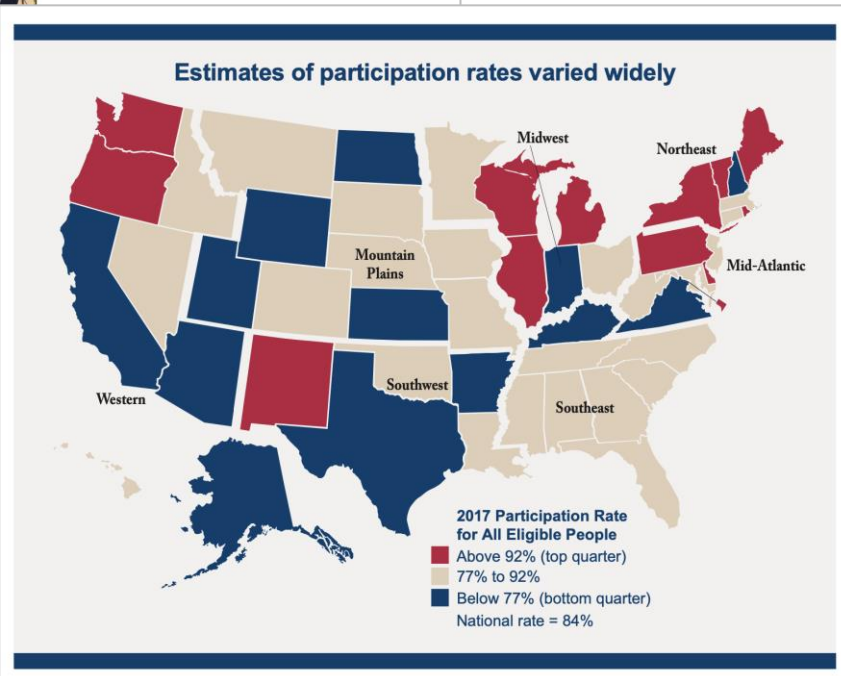 Estimates of participation rates varied widely
Midwest
Northeast
Mountain
Plains
Mid-Atlantic
Western
Southwest
Southeast
2017 Participation Rate
for All Eligible People
Above 92% (top quarter)
77% to 92%
Below 77% (bottom quarter)
National rate = 84%